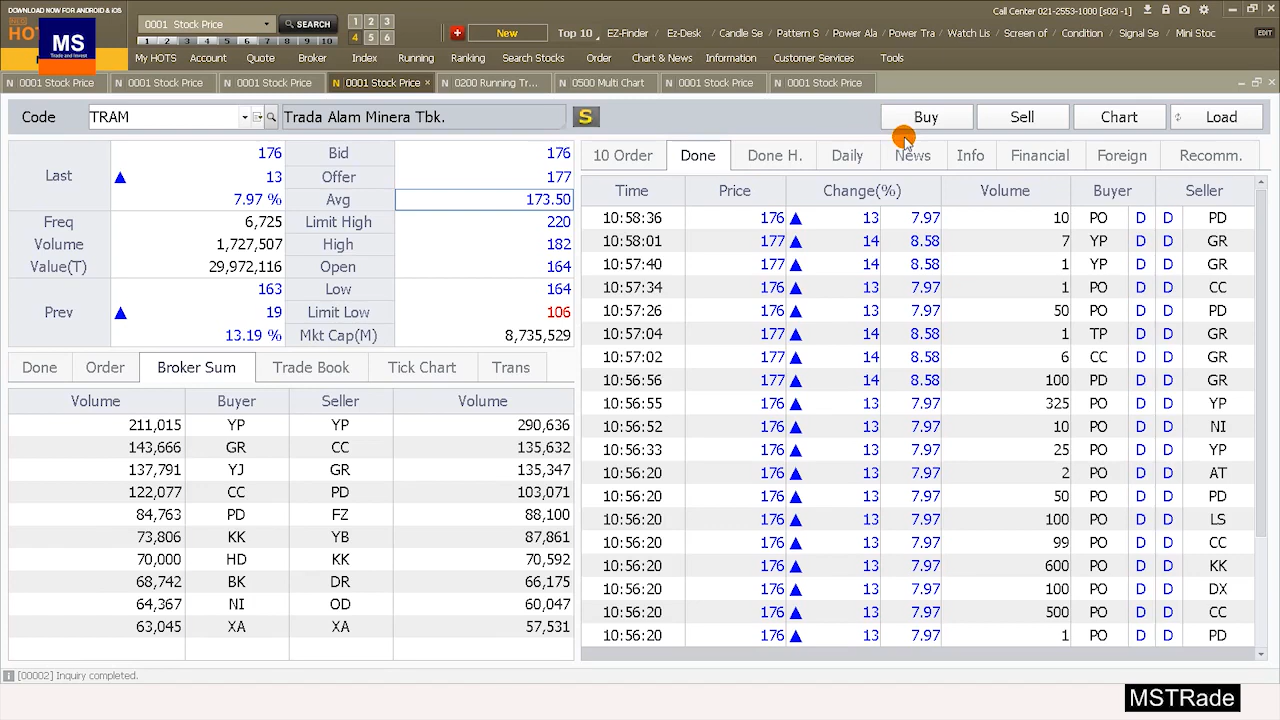 DOWNLOAD NOW FOR ANDROID & IOS
HO
MS
Trade and Invest
0001 Stock Price
SEARCH
1 2 3 4 5 6 7 8 9 10
1 2 3
4 5 6
New
Call Center 021-2553-1000 [s02i -1]
Top 10 EZ-Finder Ez-Desk Candle Se Pattern S Power Ala Power Tra Watch Lis Screen of Condition Signal Se Mini Stoc EDIT
My HOTS Account Quote Broker Index Running Ranking Search Stocks Order Chart & News Information Customer Services Tools
0001 Stock Price N 0001 Stock Price N 0001 Stock Price N 0001 Stock Price × N 0200 Running Tr... N 0500 Multi Chart N 0001 Stock Price N 0001 Stock Price
Code TRAM Trada Alam Minera Tbk. S Buy Sell Chart Load
Last 176 Bid 176
▲ 13 Offer 177
7.97 % Avg 173.50
Freq 6,725 Limit High 220
Volume 1,727,507 High 182
Value(T) 29,972,116 Open 164
Prev 163 Low 164
▲ 19 Limit Low 106
13.19 % Mkt Cap(M) 8,735,529
Done Order Broker Sum Trade Book Tick Chart Trans
Volume Buyer Seller Volume
211,015 YP YP 290,636
143,666 GR CC 135,632
137,791 YJ GR 135,347
122,077 CC PD 103,071
84,763 PD FZ 88,100
73,806 KK YB 87,861
70,000 HD KK 70,592
68,742 BK DR 66,175
64,367 NI OD 60,047
63,045 XA XA 57,531
10 Order Done Done H. Daily News Info Financial Foreign Recomm.
Time Price Change(%) Volume Buyer Seller
10:58:36 176 ▲ 13 7.97 10 PO D D PD
10:58:01 177 ▲ 14 8.58 7 YP D D GR
10:57:40 177 ▲ 14 8.58 1 YP D D GR
10:57:34 176 ▲ 13 7.97 1 PO D D CC
10:57:26 176 ▲ 13 7.97 50 PO D D PD
10:57:04 177 ▲ 14 8.58 1 TP D D GR
10:57:02 177 ▲ 14 8.58 6 CC D D GR
10:56:56 177 ▲ 14 8.58 100 PD D D GR
10:56:55 176 ▲ 13 7.97 325 PO D D YP
10:56:52 176 ▲ 13 7.97 10 PO D D NI
10:56:33 176 ▲ 13 7.97 25 PO D D YP
10:56:20 176 ▲ 13 7.97 2 PO D D AT
10:56:20 176 ▲ 13 7.97 50 PO D D PD
10:56:20 176 ▲ 13 7.97 100 PO D D LS
10:56:20 176 ▲ 13 7.97 99 PO D D CC
10:56:20 176 ▲ 13 7.97 600 PO D D KK
10:56:20 176 ▲ 13 7.97 100 PO D D DX
10:56:20 176 ▲ 13 7.97 500 PO D D CC
10:56:20 176 ▲ 13 7.97 1 PO D D PD
[00002] Inquiry completed.
MSTRade